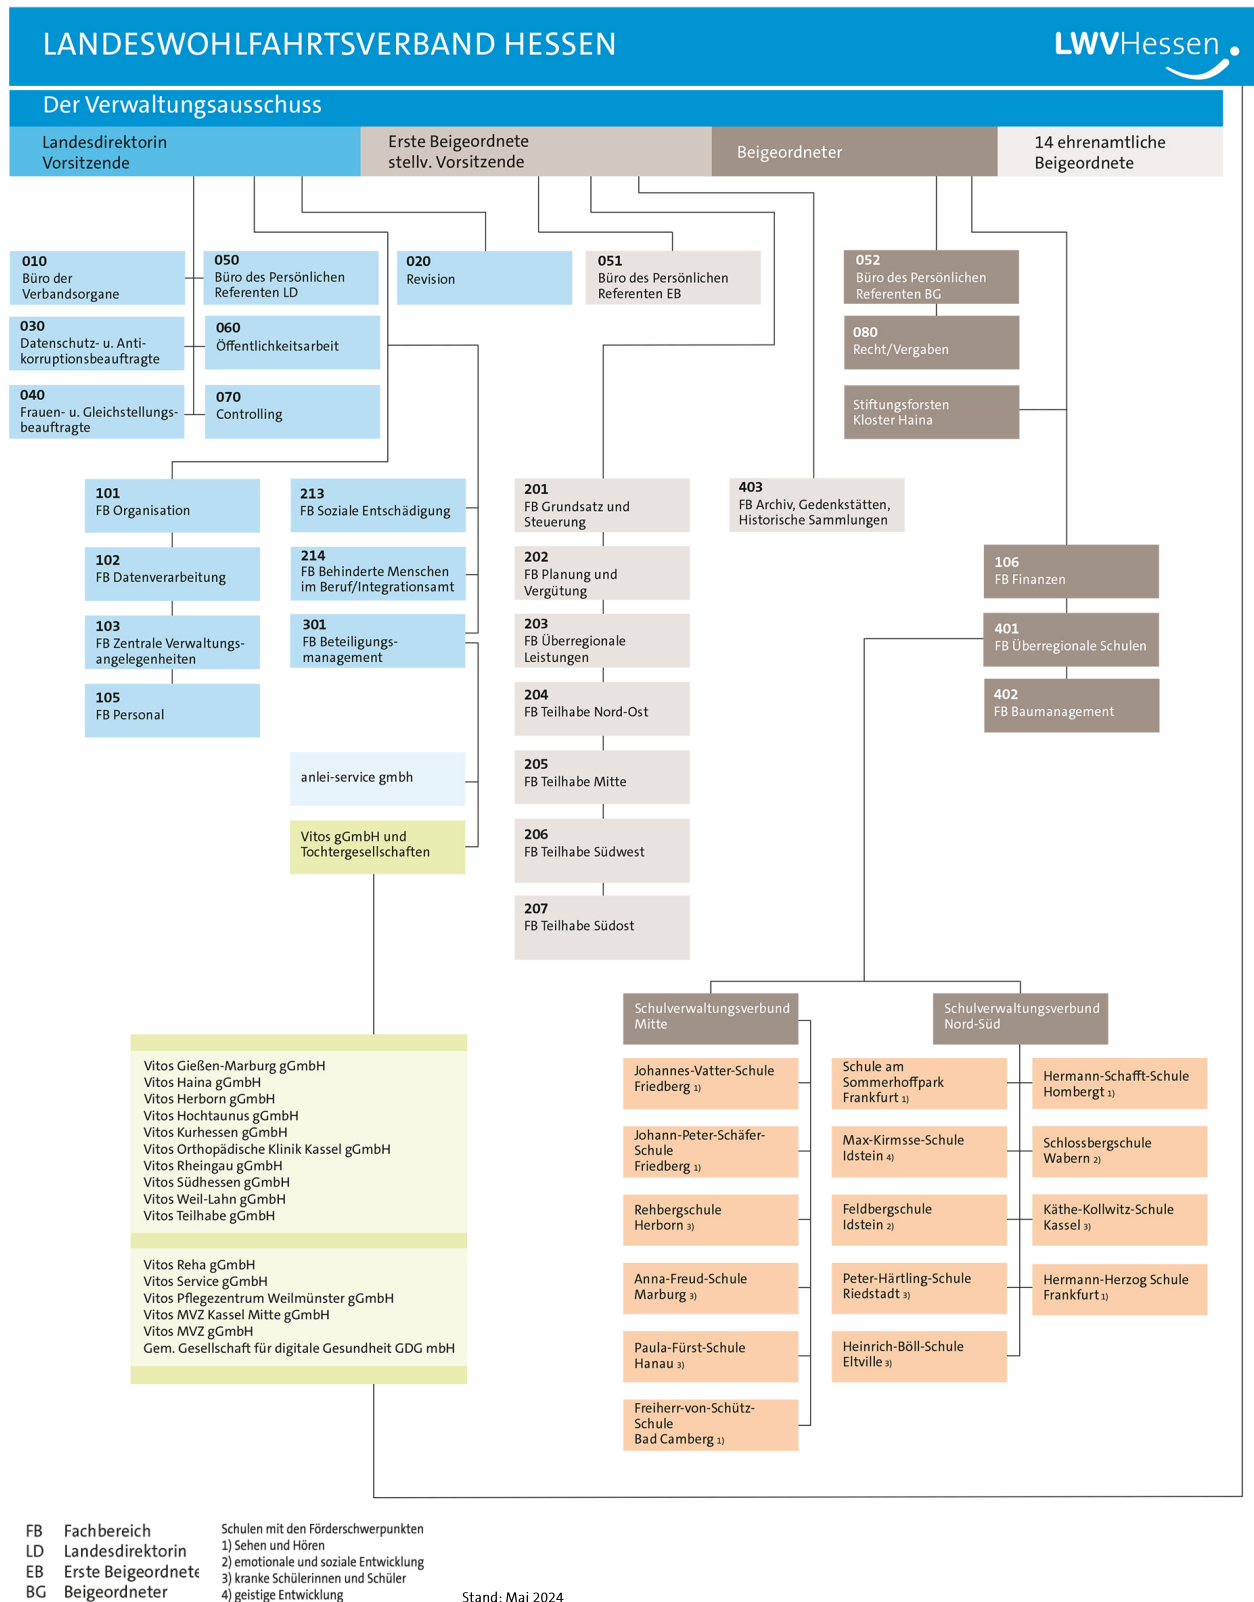 LANDESWOHLFAHRTSVERBAND HESSEN
LWVHessen
Der Verwaltungsausschuss
Landesdirektorin
Vorsitzende
Erste Beigeordnete
stellv. Vorsitzende
Beigeordneter
14 ehrenamtliche
Beigeordnete
010
Büro der
Verbandsorgane
050
Büro des Persönlichen
Referenten LD
020
Revision
051
Büro des Persönlichen
Referenten EB
052
Büro des Persönlichen
Referenten BG
030
Datenschutz- u. Anti-
korruptionsbeauftragte
060
Öffentlichkeitsarbeit
080
Recht/Vergaben
040
Frauen- u. Gleichstellungs-
beauftragte
070
Controlling
Stiftungsforsten
Kloster Haina
101
FB Organisation
213
FB Soziale Entschädigung
201
FB Grundsatz und
Steuerung
403
FB Archiv, Gedenkstätten,
Historische Sammlungen
102
FB Datenverarbeitung
214
FB Behinderte Menschen
im Beruf/Integrationsamt
202
FB Planung und
Vergütung
106
FB Finanzen
103
FB Zentrale Verwaltungs-
angelegenheiten
301
FB Beteiligungs-
management
203
FB Überregionale
Leistungen
401
FB Überregionale Schulen
105
FB Personal
204
FB Teilhabe Nord-Ost
402
FB Baumanagement
anlei-service gmbh
205
FB Teilhabe Mitte
Vitos gGmbH und
Tochtergesellschaften
206
FB Teilhabe Südwest
207
FB Teilhabe Südost
Schulverwaltungsverbund
Mitte
Schulverwaltungsverbund
Nord-Süd
Vitos Gießen-Marburg gGmbH
Vitos Haina gGmbH
Vitos Herborn gGmbH
Vitos Hochtaunus gGmbH
Vitos Kurhessen gGmbH
Vitos Orthopädische Klinik Kassel gGmbH
Vitos Rheingau gGmbH
Vitos Südhessen gGmbH
Vitos Weil-Lahn gGmbH
Vitos Teilhabe gGmbH
Vitos Reha gGmbH
Vitos Service gGmbH
Vitos Pflegezentrum Weilmünster gGmbH
Vitos MVZ Kassel Mitte gGmbH
Vitos MVZ gGmbH
Gem. Gesellschaft für digitale Gesundheit GDG mbH
Johannes-Vatter-Schule
Friedberg 1)
Schule am
Sommerhoffpark
Frankfurt 1)
Hermann-Schafft-Schule
Hombergt 1)
Johann-Peter-Schäfer-
Schule
Friedberg 1)
Max-Kirmsse-Schule
Idstein 4)
Schlossbergschule
Wabern 2)
Rehbergschule
Herborn 3)
Feldbergschule
Idstein 2)
Käthe-Kollwitz-Schule
Kassel 3)
Anna-Freud-Schule
Marburg 3)
Peter-Härtling-Schule
Riedstadt 3)
Hermann-Herzog Schule
Frankfurt 1)
Paula-Fürst-Schule
Hanau 3)
Heinrich-Böll-Schule
Eltville 3)
Freiherr-von-Schütz-
Schule
Bad Camberg 1)
FB Fachbereich
LD Landesdirektorin
EB Erste Beigeordnete
BG Beigeordneter
Schulen mit den Förderschwerpunkten
1) Sehen und Hören
2) emotionale und soziale Entwicklung
3) kranke Schülerinnen und Schüler
4) geistige Entwicklung
Stand: Mai 2024